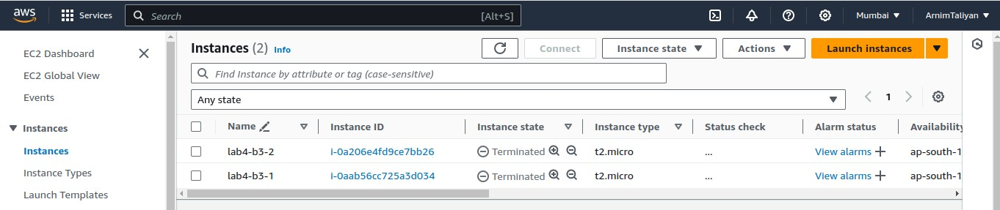 aws Services Search [Alt+S] Mumbai ArnimTaliyan
EC2 Dashboard
EC2 Global View
Events
Instances
Instances
Instance Types
Launch Templates
Instances (2) Info Connect Instance state Actions Launch instances
Find Instance by attribute or tag (case-sensitive)
Any state 1
Name Instance ID Instance state Instance type Status check Alarm status Availability
lab4-b3-2 i-0a206e4fd9ce7bb26 Terminated t2.micro ... View alarms + ap-south-1
lab4-b3-1 i-0aab56cc725a3d034 Terminated t2.micro ... View alarms + ap-south-1